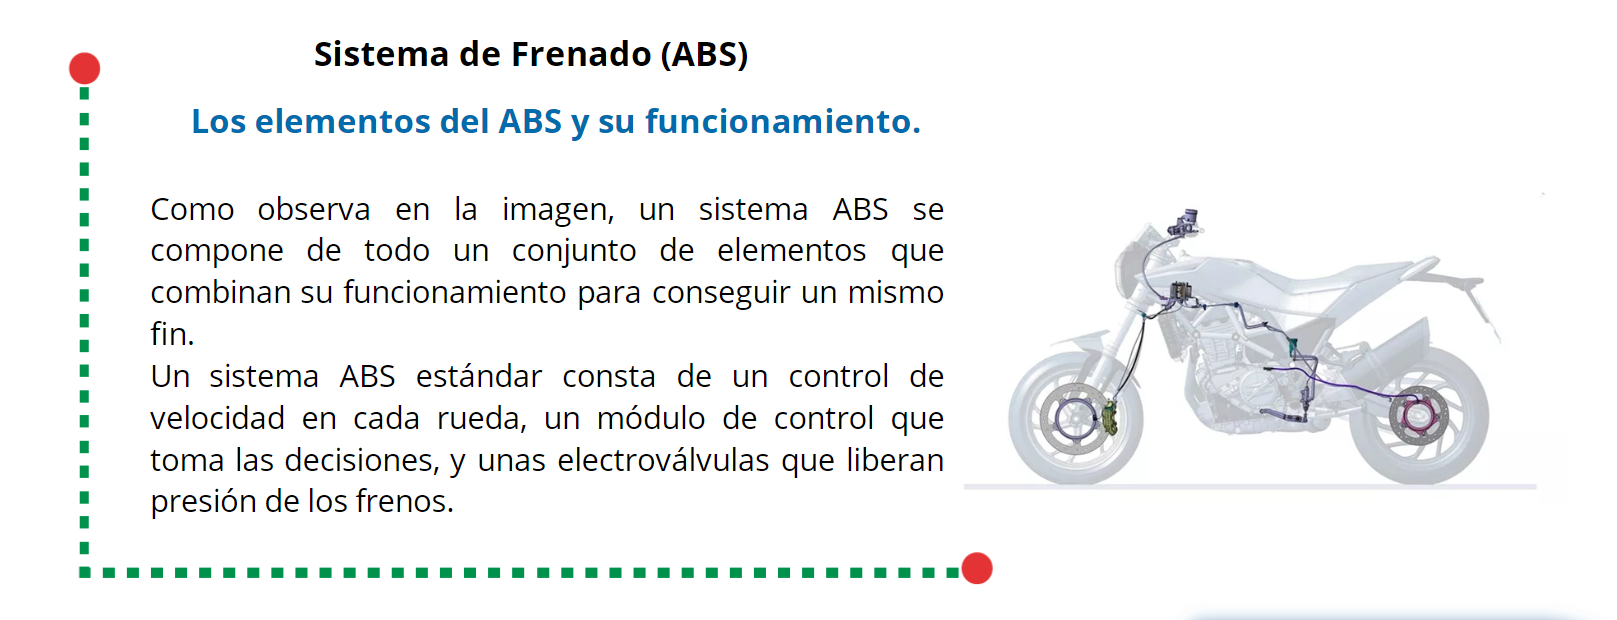 Sistema de Frenado (ABS)
Los elementos del ABS y su funcionamiento.
Como observa en la imagen, un sistema ABS se
compone de todo un conjunto de elementos que
combinan su funcionamiento para conseguir un mismo
fin.
Un sistema ABS estándar consta de un control de
velocidad en cada rueda, un módulo de control que
toma las decisiones, y unas electroválvulas que liberan
presión de los frenos.